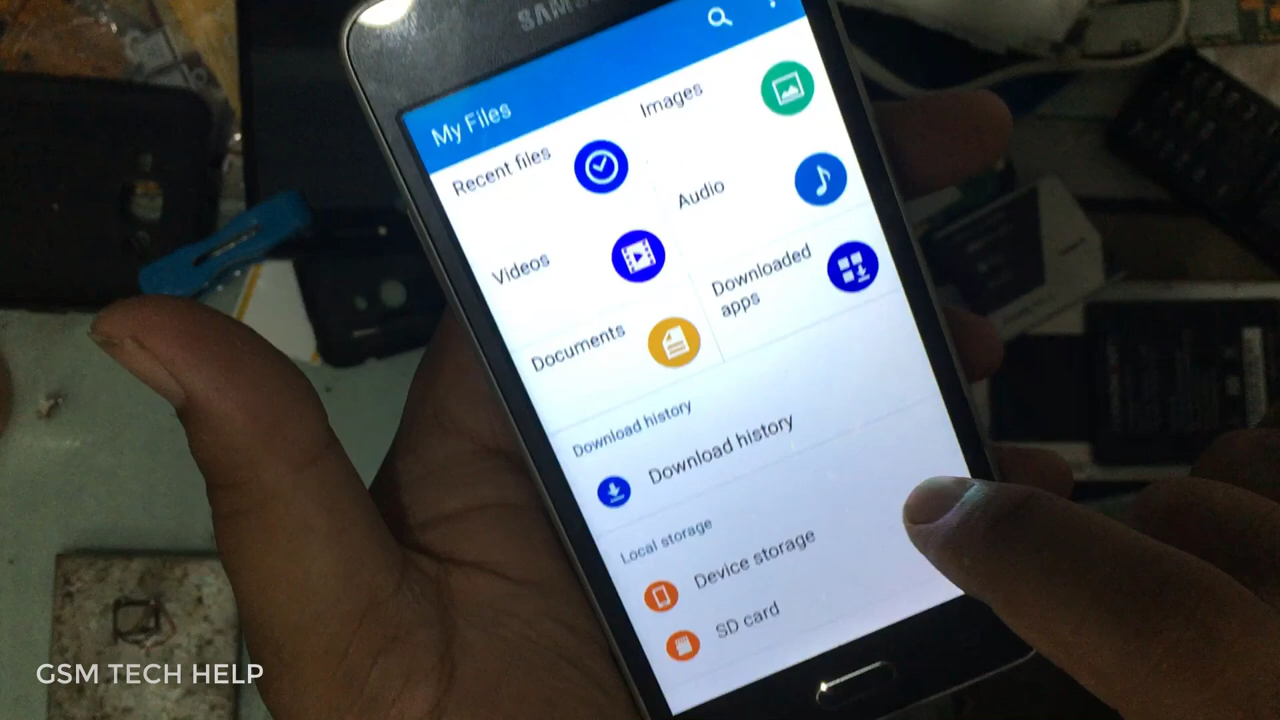 SAMSUNG
My Files
Recent files
Images
Videos
Audio
Documents
Downloaded
apps
Download history
Download history
Local storage
Device storage
SD card
GSM TECH HELP